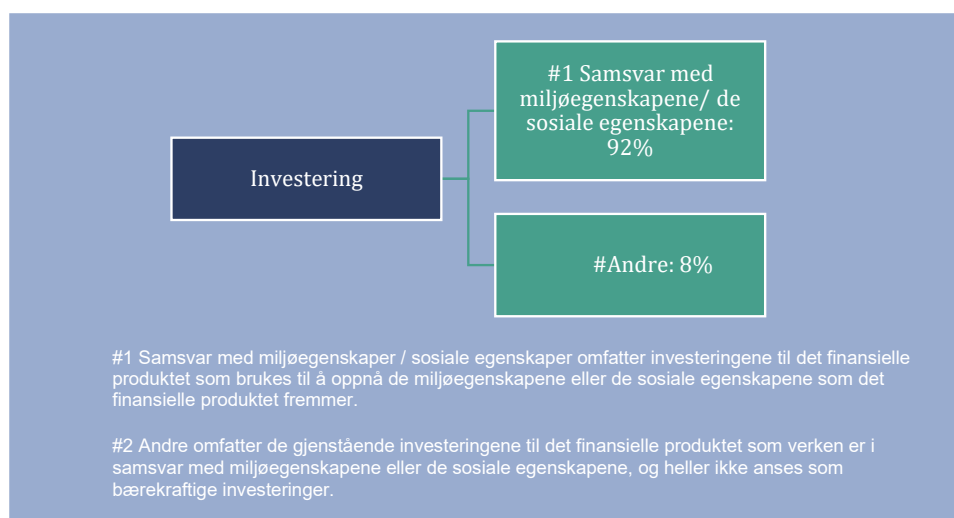 #1 Samsvar med
miljøegenskapene/ de
sosiale egenskapene:
92%
Investering
#Andre: 8%
#1 Samsvar med miljøegenskaper / sosiale egenskaper omfatter investeringene til det finansielle
produktet som brukes til å oppnå de miljøegenskapene eller de sosiale egenskapene som det
finansielle produktet fremmer.
#2 Andre omfatter de gjenstående investeringene til det finansielle produktet som verken er i
samsvar med miljøegenskapene eller de sosiale egenskapene, og heller ikke anses som
bærekraftige investeringer.